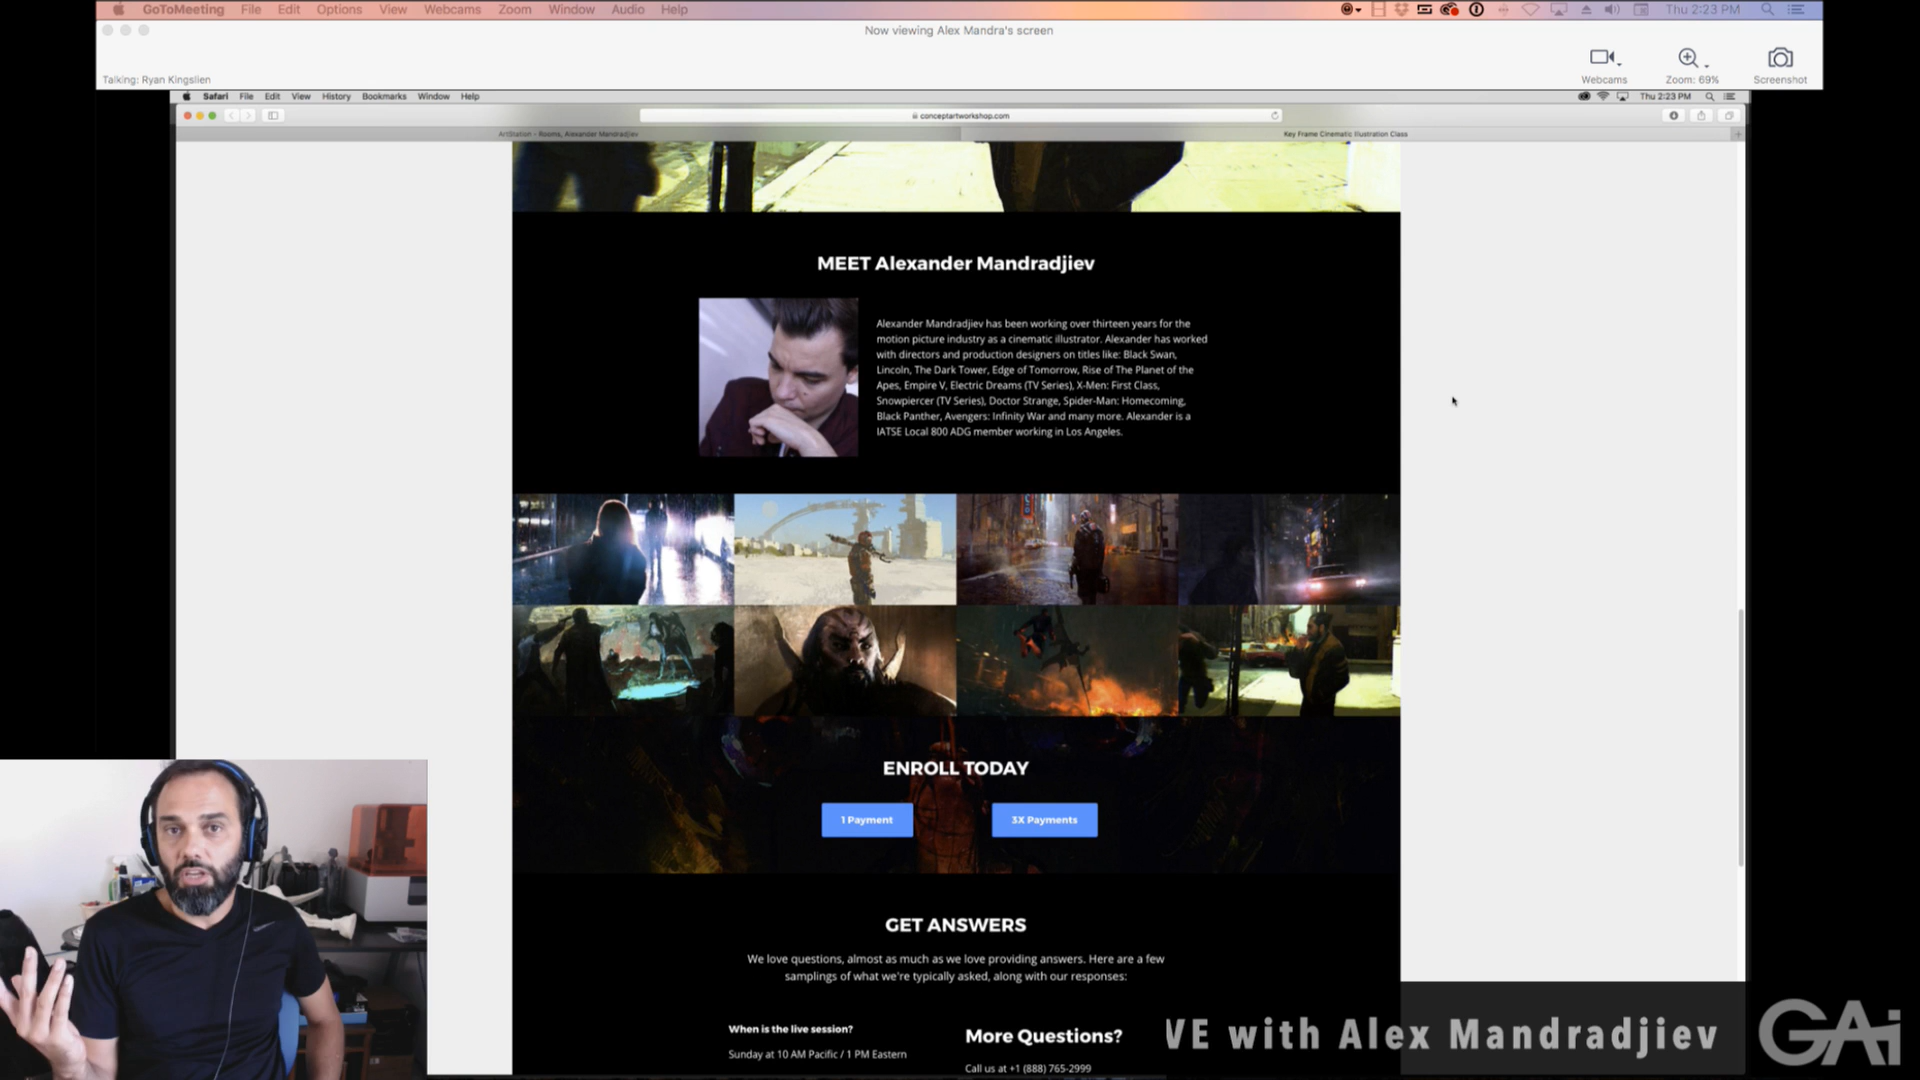 GoToMeeting File Edit Options View Webcams Zoom Window Audio Help Thu 2:23 PM
Now viewing Alex Mandra's screen
Talking: Ryan Kingslien
Webcams Zoom: 69% Screenshot
Safari File Edit View History Bookmarks Window Help Thu 2:23 PM
conceptartworkshop.com
ArtStation - Rooms, Alexander Mandradjiev Key Frame Cinematic Illustration Class
MEET Alexander Mandradjiev
Alexander Mandradjiev has been working over thirteen years for the
motion picture industry as a cinematic illustrator. Alexander has worked
with directors and production designers on titles like: Black Swan,
Lincoln, The Dark Tower, Edge of Tomorrow, Rise of The Planet of the
Apes, Empire V, Electric Dreams (TV Series), X-Men: First Class,
Snowpiercer (TV Series), Doctor Strange, Spider-Man: Homecoming,
Black Panther, Avengers: Infinity War and many more. Alexander is a
IATSE Local 800 ADG member working in Los Angeles.
ENROLL TODAY
1 Payment 3X Payments
GET ANSWERS
We love questions, almost as much as we love providing answers. Here are a few
samplings of what we're typically asked, along with our responses:
When is the live session?
Sunday at 10 AM Pacific / 1 PM Eastern
More Questions?
Call us at +1 (888) 765-2999
VE with Alex Mandradjiev
GAi